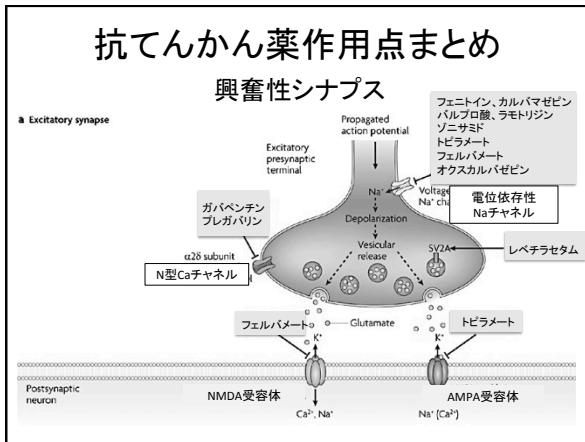 抗てんかん薬作用点まとめ
興奮性シナプス
a Excitatory synapse
Propagated
action potential
Excitatory
presynaptic
terminal
フェニトイン、カルバマゼピン
バルプロ酸、ラモトリジン
ゾニサミド
トピラメート
フェルバメート
オクスカルバゼピン
Na⁺
Voltage
Na⁺ cha
電位依存性
Naチャネル
Depolarization
ガバペンチン
プレガバリン
Vesicular
release
SV2A
レベチラセタム
α2δ subunit
N型Caチャネル
フェルバメート
Glutamate
トピラメート
K⁺
K⁺
Postsynaptic
neuron
NMDA受容体
AMPA受容体
Ca²⁺, Na⁺
Na⁺ (Ca²⁺)